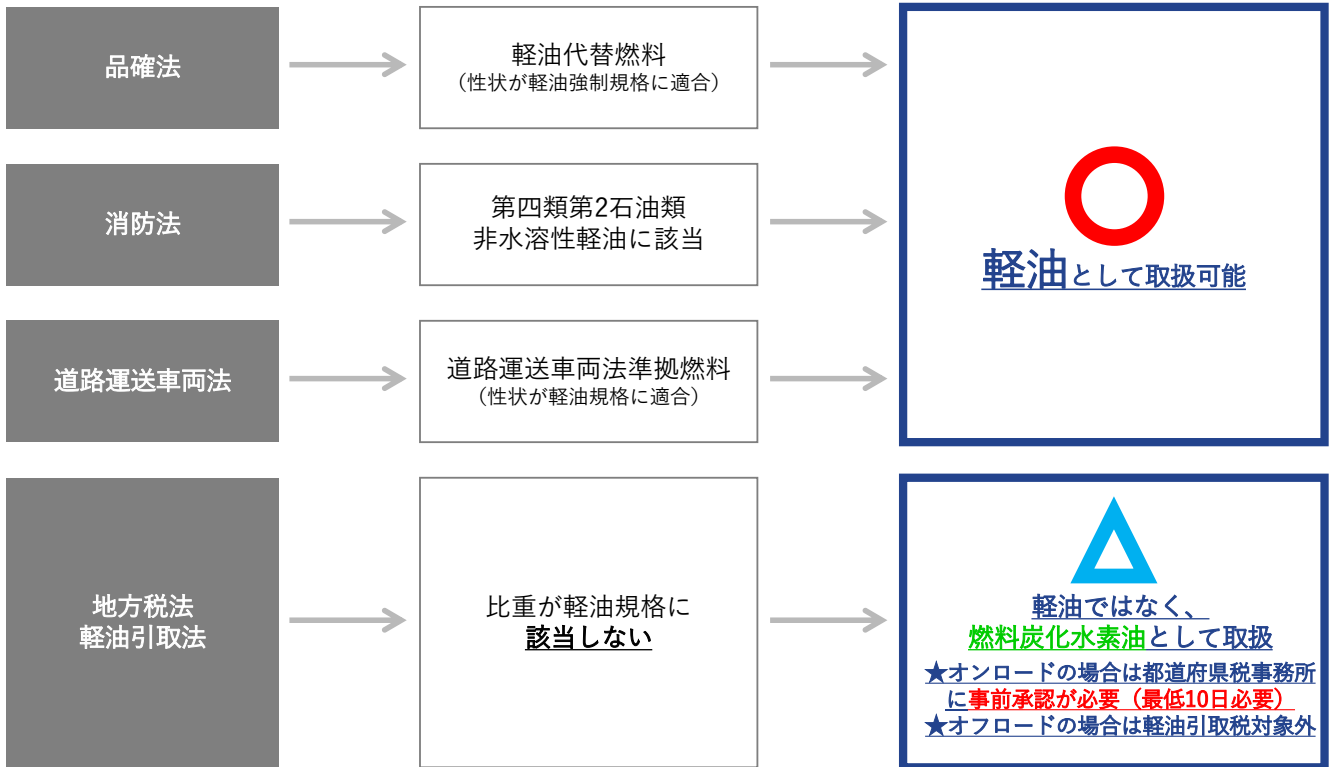 品確法
軽油代替燃料
（性状が軽油強制規格に適合）
消防法
第四類第2石油類
非水溶性軽油に該当
道路運送車両法
道路運送車両法準拠燃料
（性状が軽油規格に適合）
軽油として取扱可能
地方税法
軽油引取法
比重が軽油規格に
該当しない
軽油ではなく、
燃料炭化水素油として取扱
★オンロードの場合は都道府県税事務所
に事前承認が必要（最低10日必要）
★オフロードの場合は軽油引取税対象外